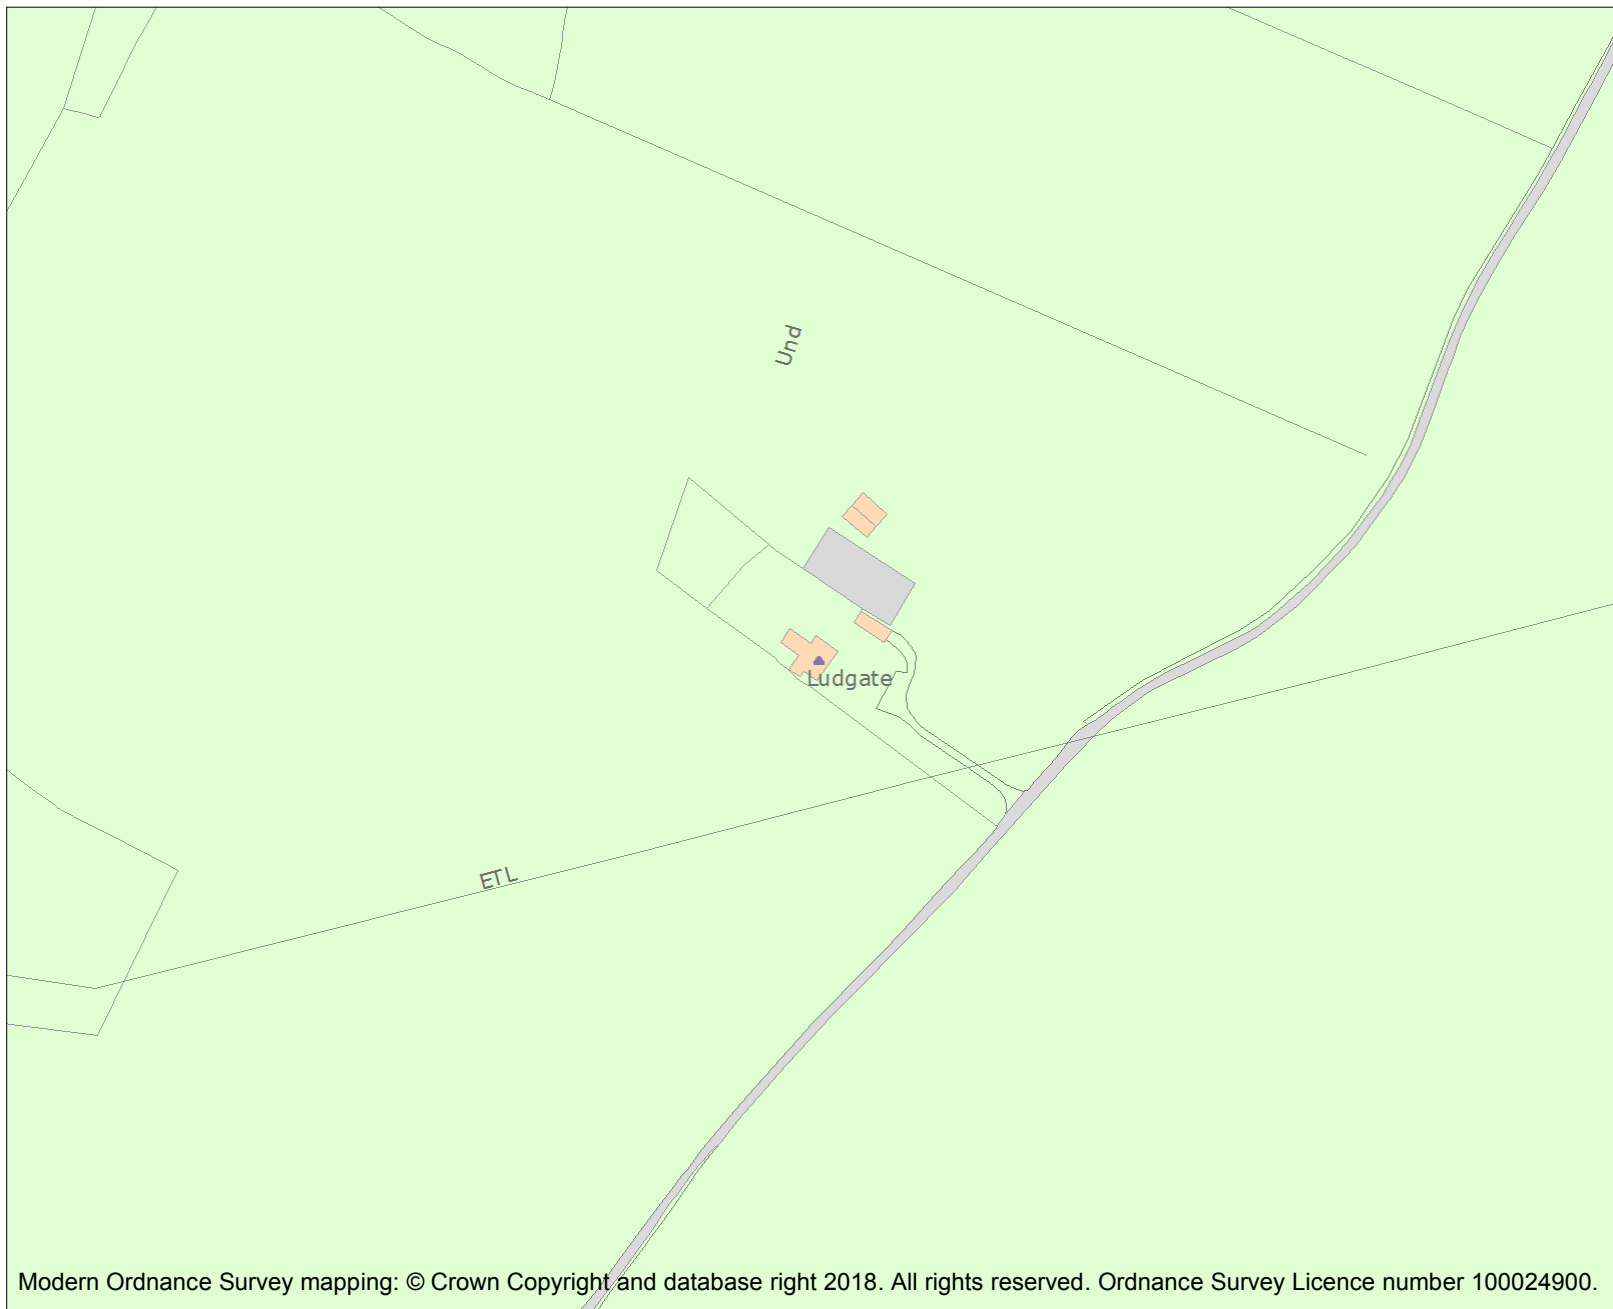 Und
Ludgate
ETL
Modern Ordnance Survey mapping: © Crown Copyright and database right 2018. All rights reserved. Ordnance Survey Licence number 100024900.